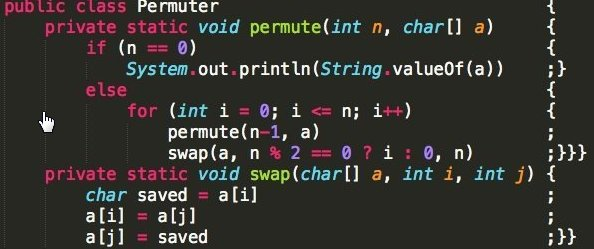 public class Permuter {
private static void permute(int n, char[] a) {
if (n == 0) {
System.out.println(String.valueOf(a)) ;}
else
for (int i = 0; i <= n; i++) {
permute(n-1, a) ;
swap(a, n % 2 == 0 ? i : 0, n) ;}}}
private static void swap(char[] a, int i, int j) {
char saved = a[i] ;
a[i] = a[j] ;
a[j] = saved ;}}